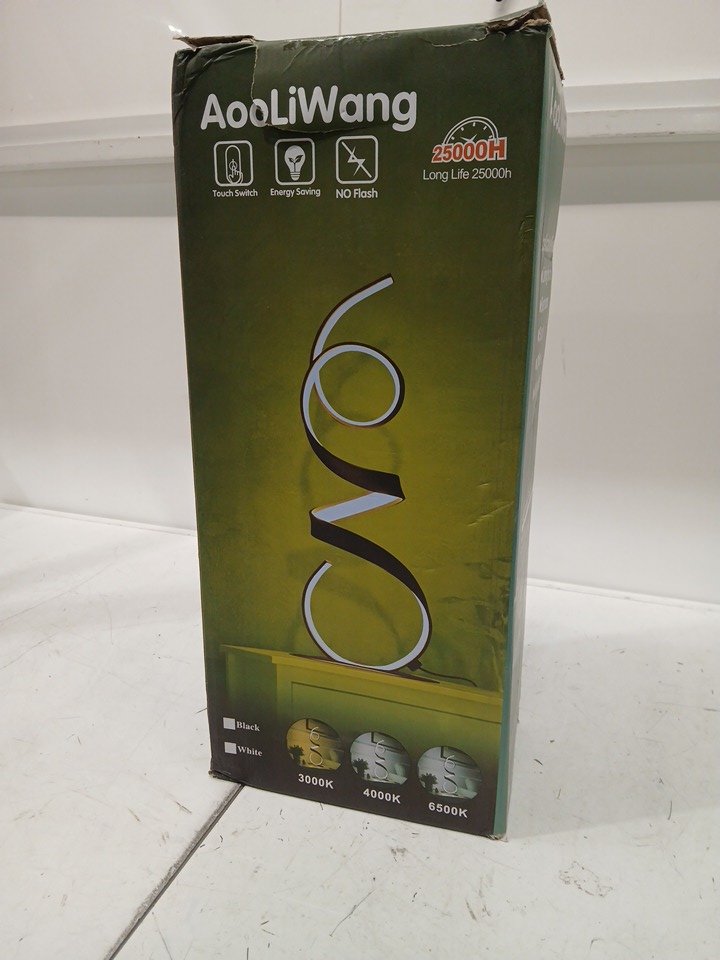 AooLiWang
Touch Switch
Energy Saving
NO Flash
25000H
Long Life 25000h
Black
White
3000K
4000K
6500K